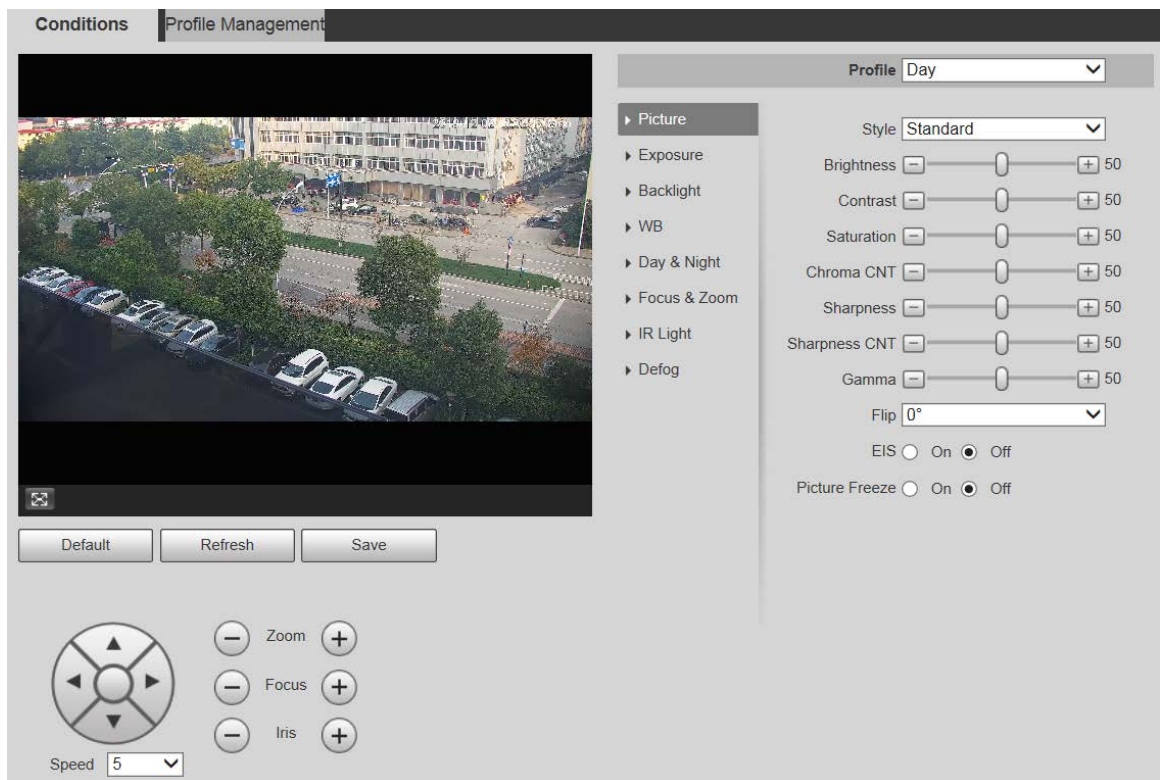 Conditions
Profile Management
Profile Day
Picture
Exposure
Backlight
WB
Day & Night
Focus & Zoom
IR Light
Defog
Style Standard
Brightness 50
Contrast 50
Saturation 50
Chroma CNT 50
Sharpness 50
Sharpness CNT 50
Gamma 50
Flip 0°
EIS On Off
Picture Freeze On Off
Default
Refresh
Save
Zoom
Focus
Iris
Speed 5